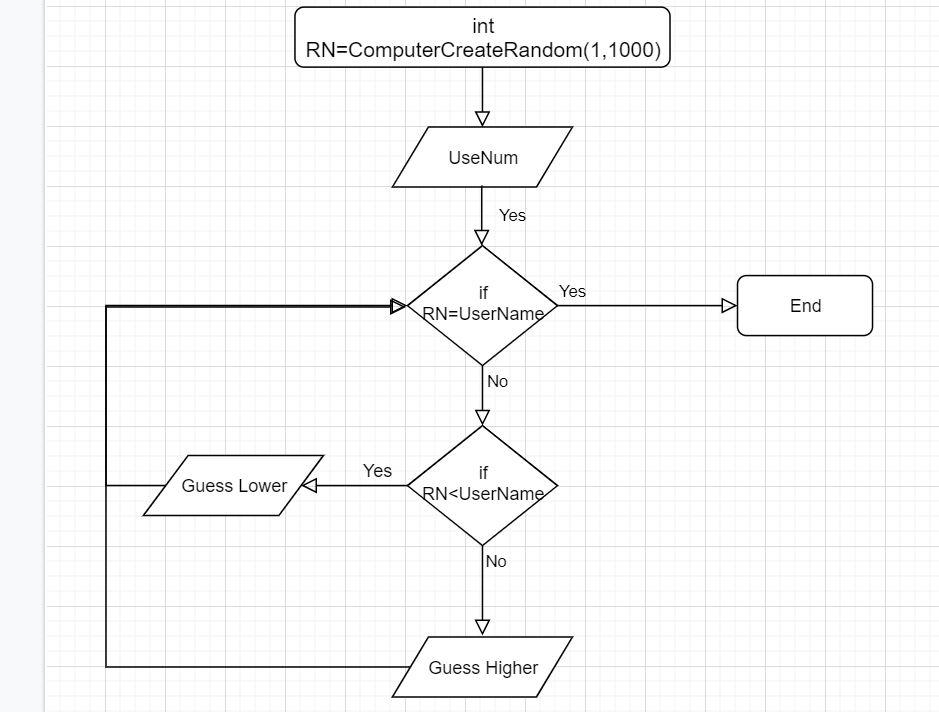 int
RN=ComputerCreateRandom(1,1000)
UseNum
Yes
if
RN=UserName
Yes
End
No
if
RN<UserName
Yes
Guess Lower
No
Guess Higher